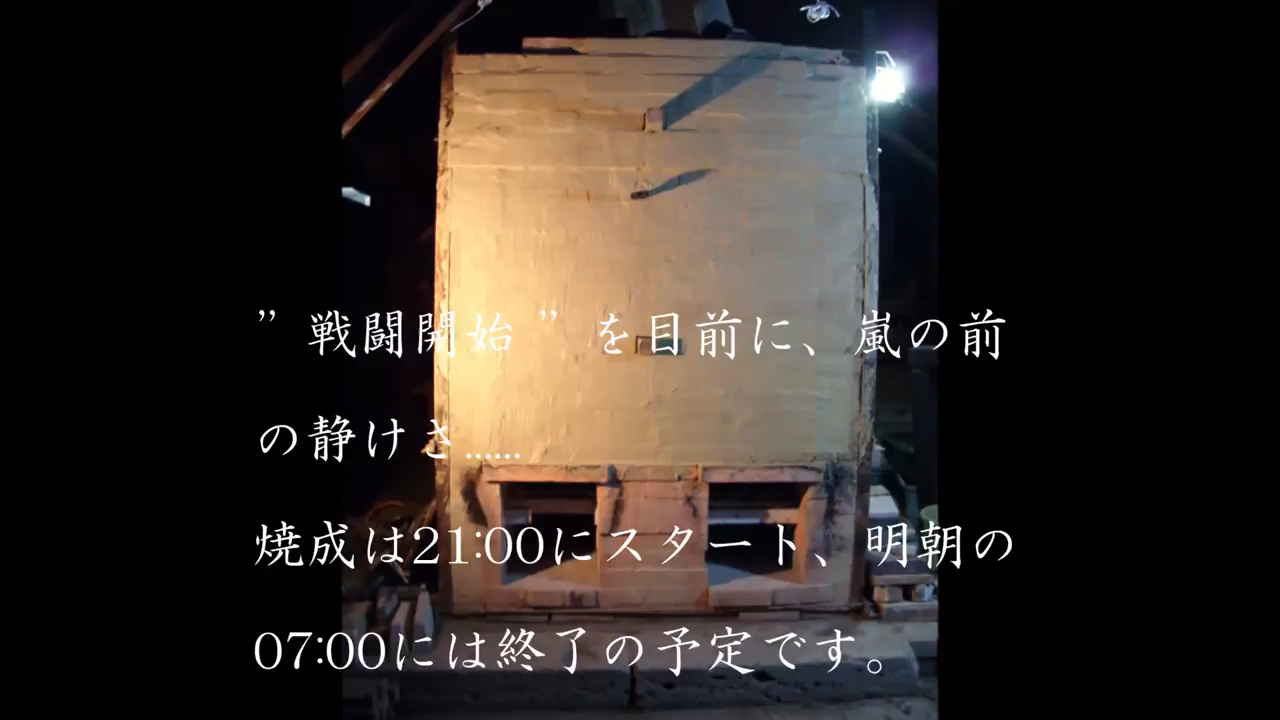 ”戦闘開始 ”を目前に、嵐の前
の静けさ......
焼成は21:00にスタート、明朝の
07:00には終了の予定です。